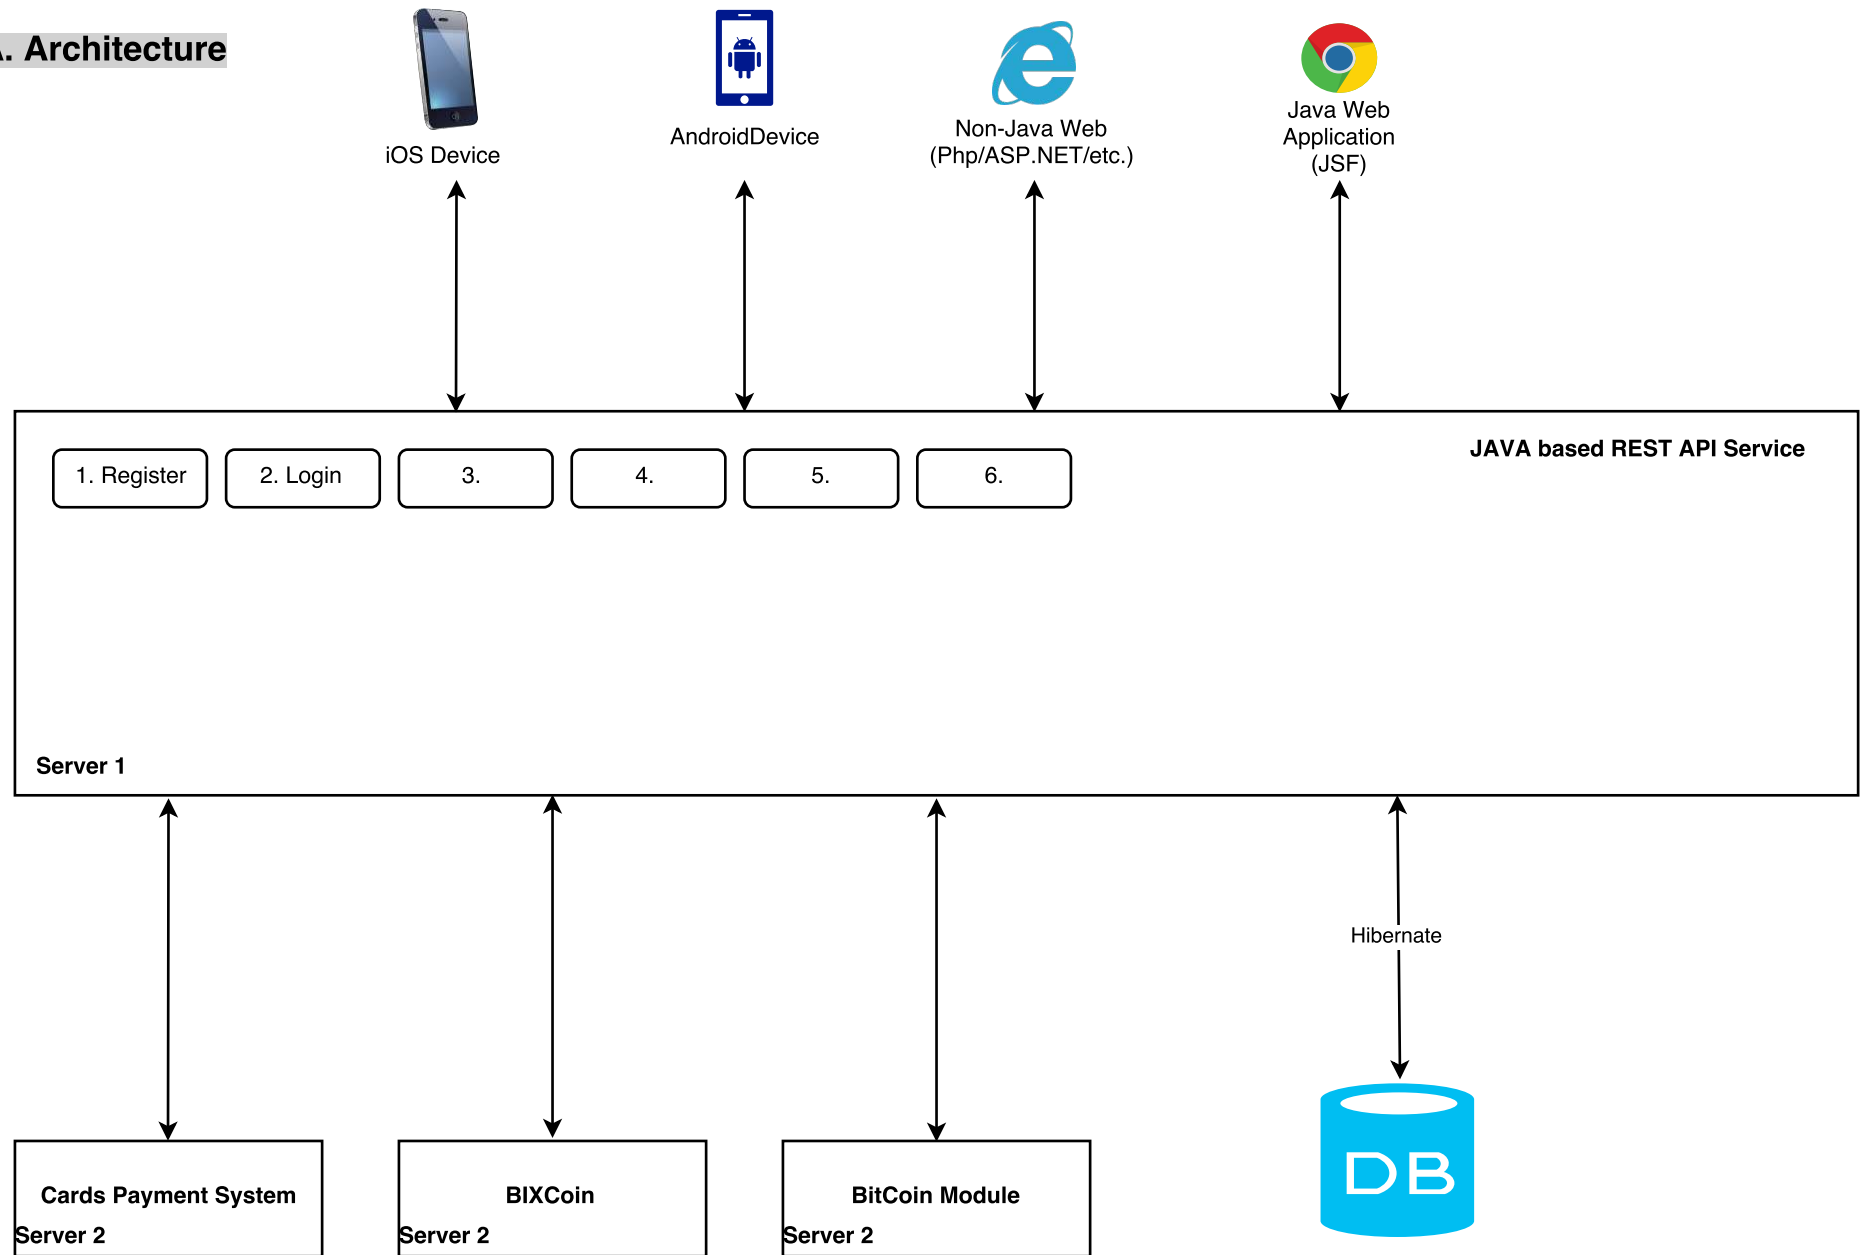 . Architecture
iOS Device
AndroidDevice
Non-Java Web
(Php/ASP.NET/etc.)
Java Web
Application
(JSF)
JAVA based REST API Service
1. Register
2. Login
3.
4.
5.
6.
Server 1
Hibernate
Cards Payment System
Server 2
BIXCoin
Server 2
BitCoin Module
Server 2
DB